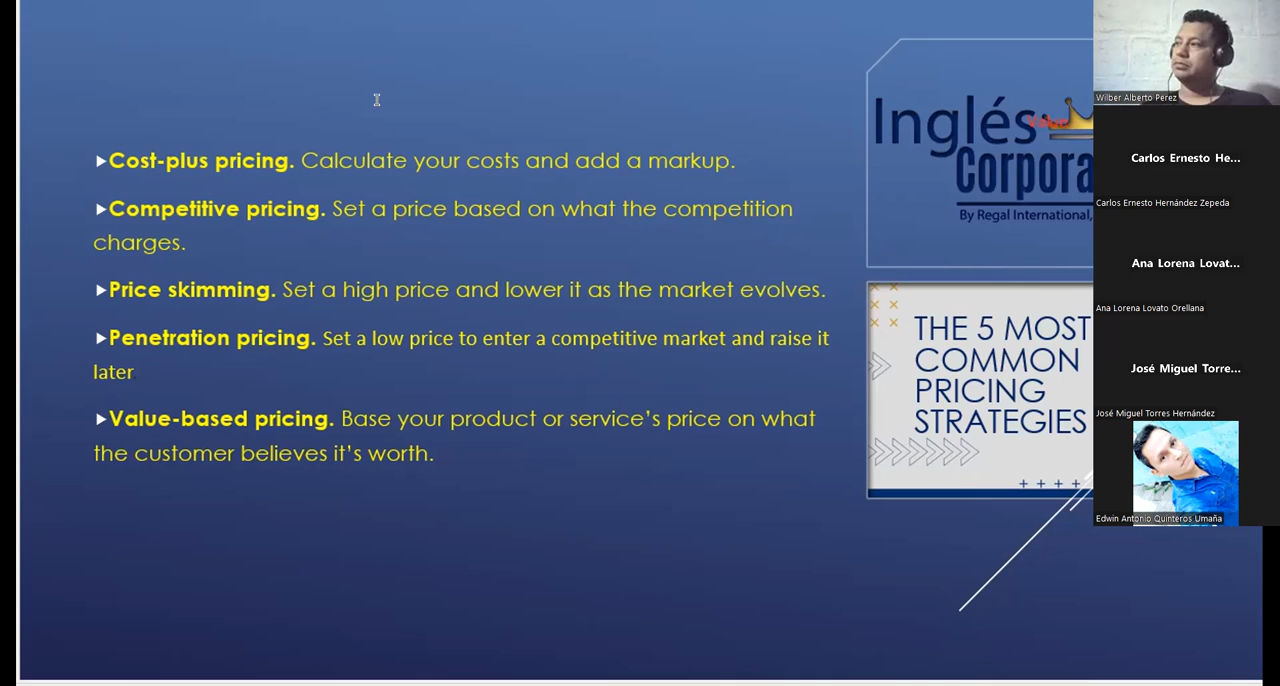 Cost-plus pricing. Calculate your costs and add a markup.
Competitive pricing. Set a price based on what the competition
charges.
Price skimming. Set a high price and lower it as the market evolves.
Penetration pricing. Set a low price to enter a competitive market and raise it
later
Value-based pricing. Base your product or service's price on what
the customer believes it's worth.
Inglés
Value
Corpora
By Regal International,
THE 5 MOST
COMMON
PRICING
STRATEGIES
Wilber Alberto Perez
Carlos Ernesto He...
Carlos Ernesto Hernández Zepeda
Ana Lorena Lovat...
Ana Lorena Lovato Orellana
José Miguel Torre...
José Miguel Torres Hernández
Edwin Antonio Quinteros Umaña